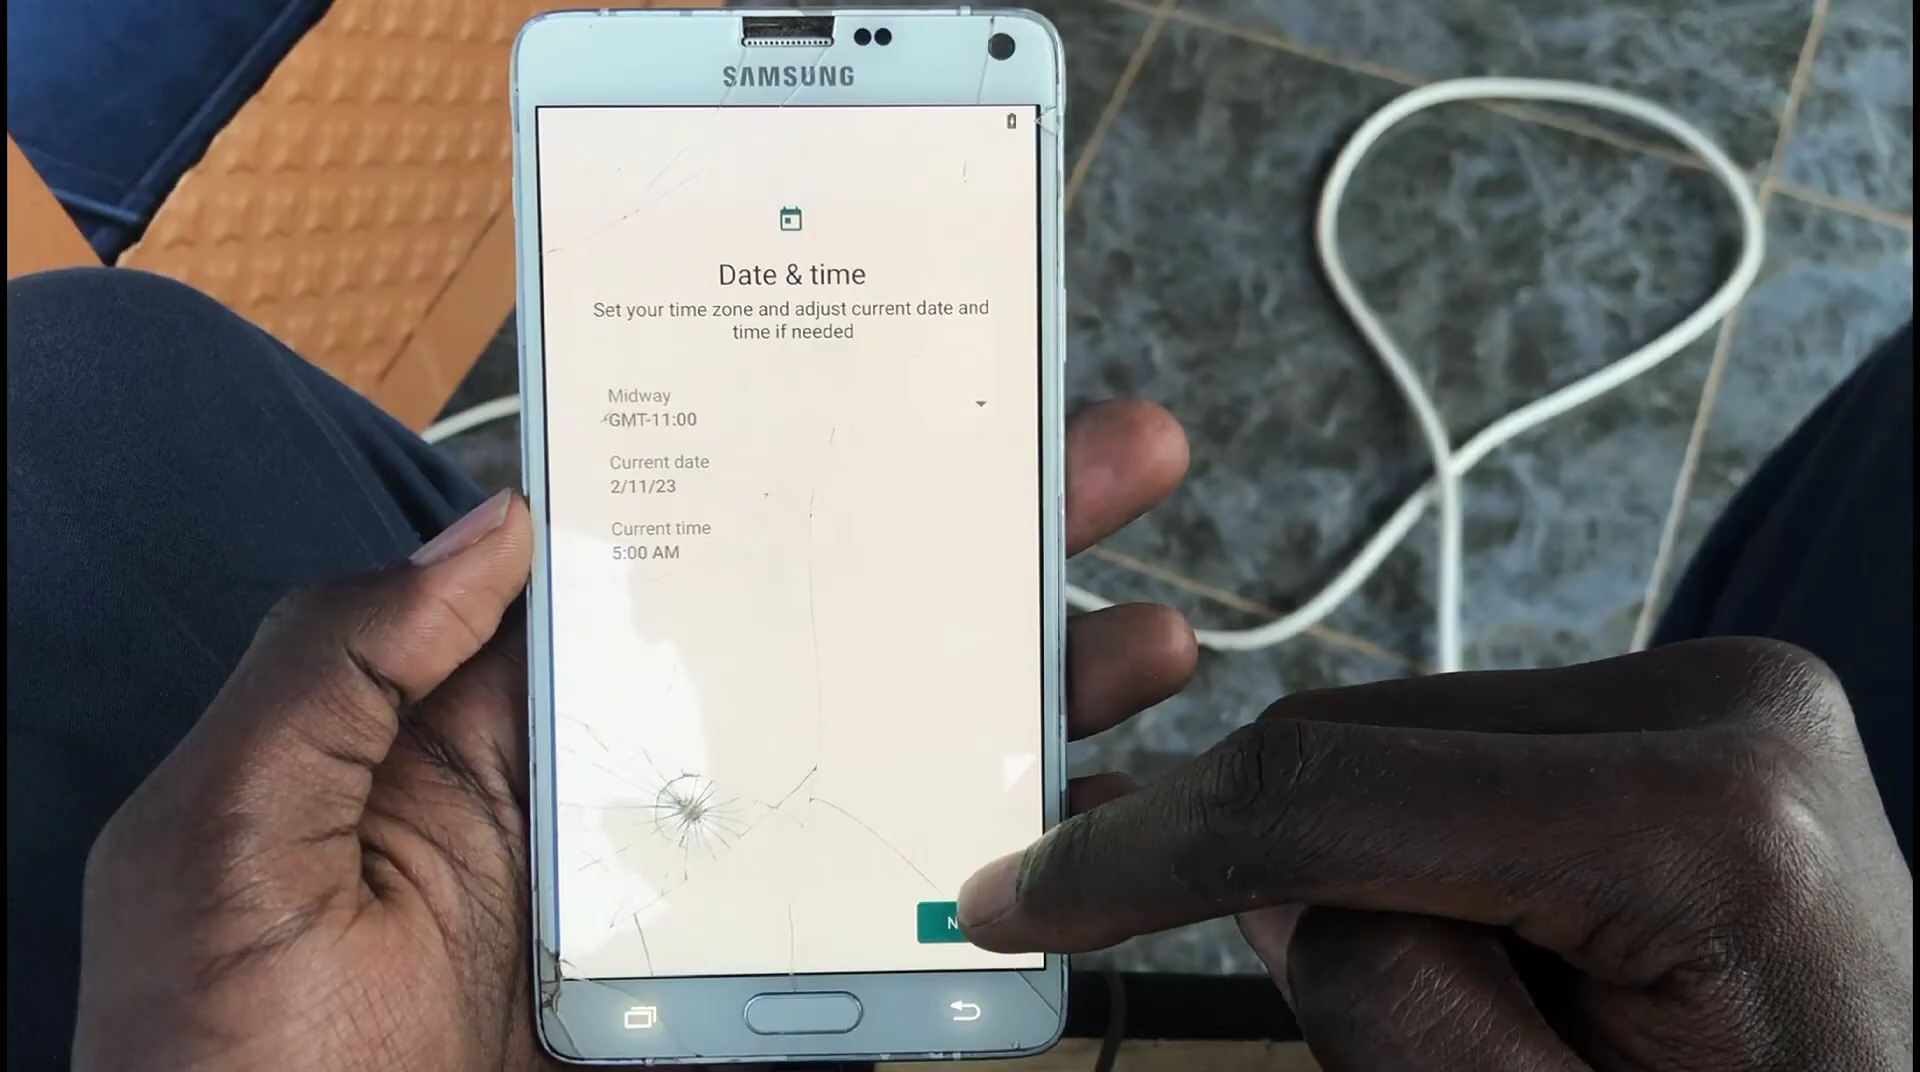 SAMSUNG
Date & time
Set your time zone and adjust current date and
time if needed
Midway
GMT-11:00
Current date
2/11/23
Current time
5:00 AM